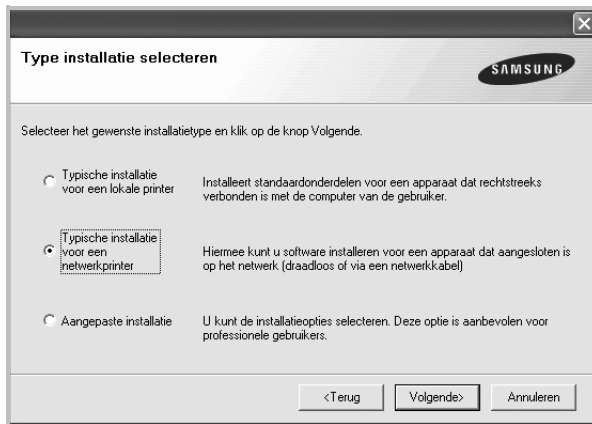 Type installatie selecteren
SAMSUNG
Selecteer het gewenste installatietype en klik op de knop Volgende.
Typische installatie
voor een lokale printer
Installeert standaardonderdelen voor een apparaat dat rechtstreeks
verbonden is met de computer van de gebruiker.
Typische installatie
voor een
netwerkprinter
Hiermee kunt u software installeren voor een apparaat dat aangesloten is
op het netwerk (draadloos of via een netwerkkabel)
Aangepaste installatie
U kunt de installatieopties selecteren. Deze optie is aanbevolen voor
professionele gebruikers.
<Terug
Volgende>
Annuleren